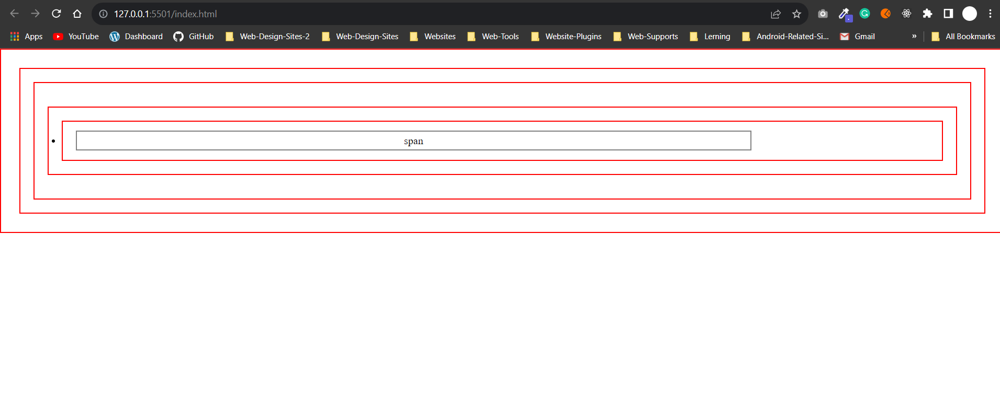 127.0.0.1:5501/index.html
Apps YouTube Dashboard GitHub Web-Design-Sites-2 Web-Design-Sites Websites Web-Tools Website-Plugins Web-Supports Lerning Android-Related-Si... Gmail » All Bookmarks
span